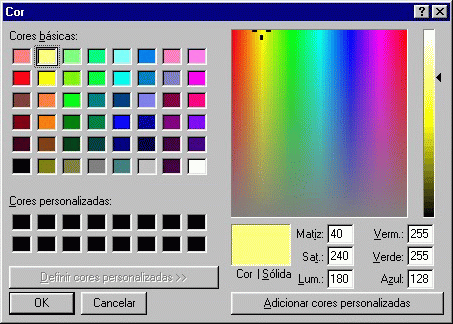 Cor
Cores básicas:
Cores personalizadas:
Definir cores personalizadas >>
OK
Cancelar
Cor | Sólida
Matiz: 40
Sat.: 240
Lum.: 180
Verm.: 255
Verde: 255
Azul: 128
Adicionar cores personalizadas